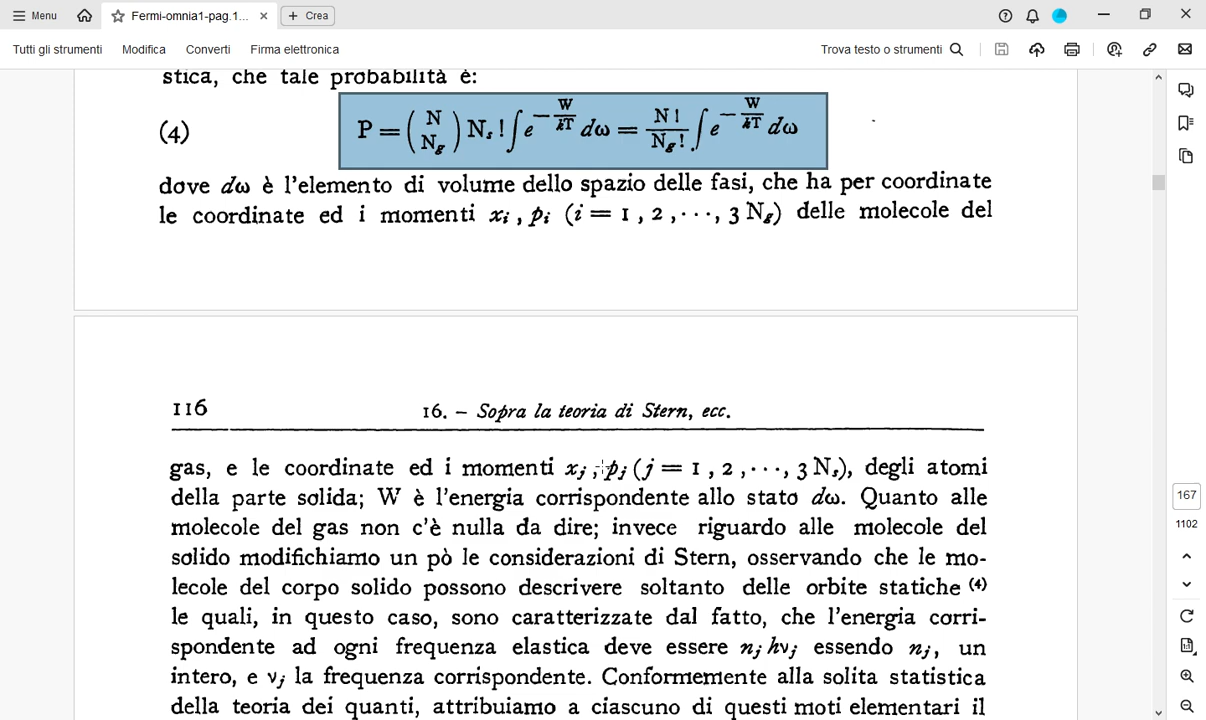 Menu
Fermi-omnia1-pag.1... ×
+ Crea
Tutti gli strumenti Modifica Converti Firma elettronica Trova testo o strumenti
stica, che tale probabilità è:
(4) P = (N N_g) N_s ! ∫ e^{-W/kT} dω = N!/N_g! ∫ e^{-W/kT} dω
dove dω è l'elemento di volume dello spazio delle fasi, che ha per coordinate
le coordinate ed i momenti x_i , p_i (i = 1 , 2 , ···, 3 N_g) delle molecole del
116 16. – Sopra la teoria di Stern, ecc.
gas, e le coordinate ed i momenti x_j , p_j (j = 1 , 2 , ···, 3 N_s), degli atomi
della parte solida; W è l'energia corrispondente allo stato dω. Quanto alle
molecole del gas non c'è nulla da dire; invece riguardo alle molecole del
solido modifichiamo un pò le considerazioni di Stern, osservando che le mo-
lecole del corpo solido possono descrivere soltanto delle orbite statiche (4)
le quali, in questo caso, sono caratterizzate dal fatto, che l'energia corri-
spondente ad ogni frequenza elastica deve essere n_j hν_j essendo n_j, un
intero, e ν_j la frequenza corrispondente. Conformemente alla solita statistica
della teoria dei quanti, attribuiamo a ciascuno di questi moti elementari il
167
1102